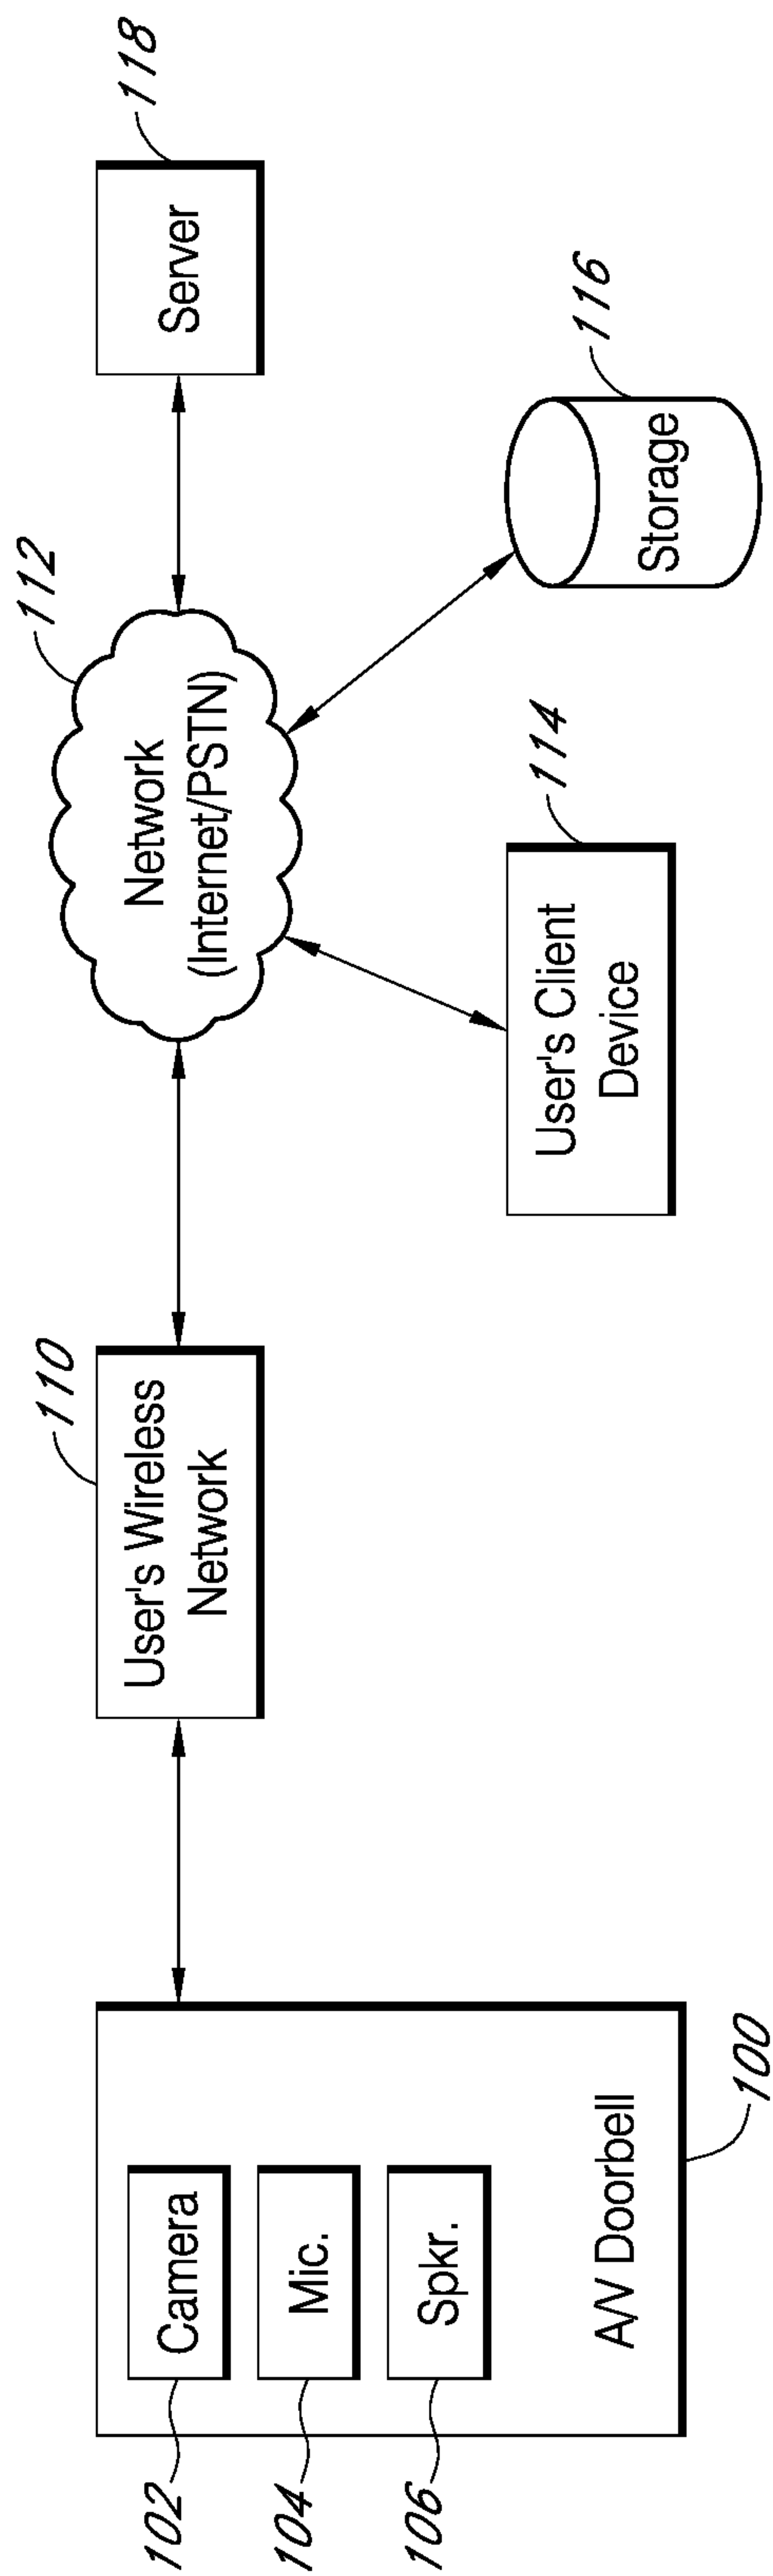 102
Camera
104
Mic.
106
Spkr.
A/V Doorbell
100
110
User's Wireless
Network
112
Network
(Internet/PSTN)
User's Client
Device
114
Storage
116
Server
118